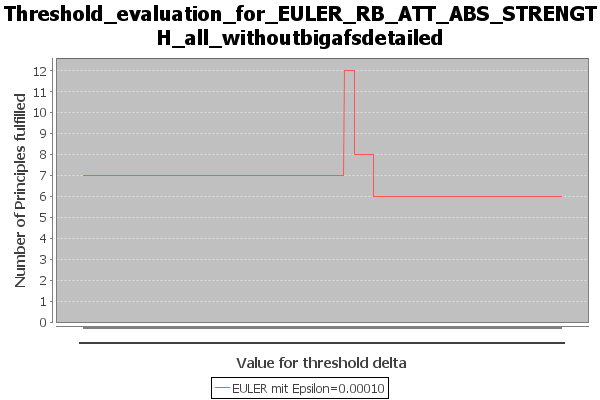 Threshold_evaluation_for_EULER_RB_ATT_ABS_STRENGT
H_all_withoutbigafsdetailed
Number of Principles fulfilled
12
11
10
9
8
7
6
5
4
3
2
1
0
Value for threshold delta
EULER mit Epsilon=0.00010